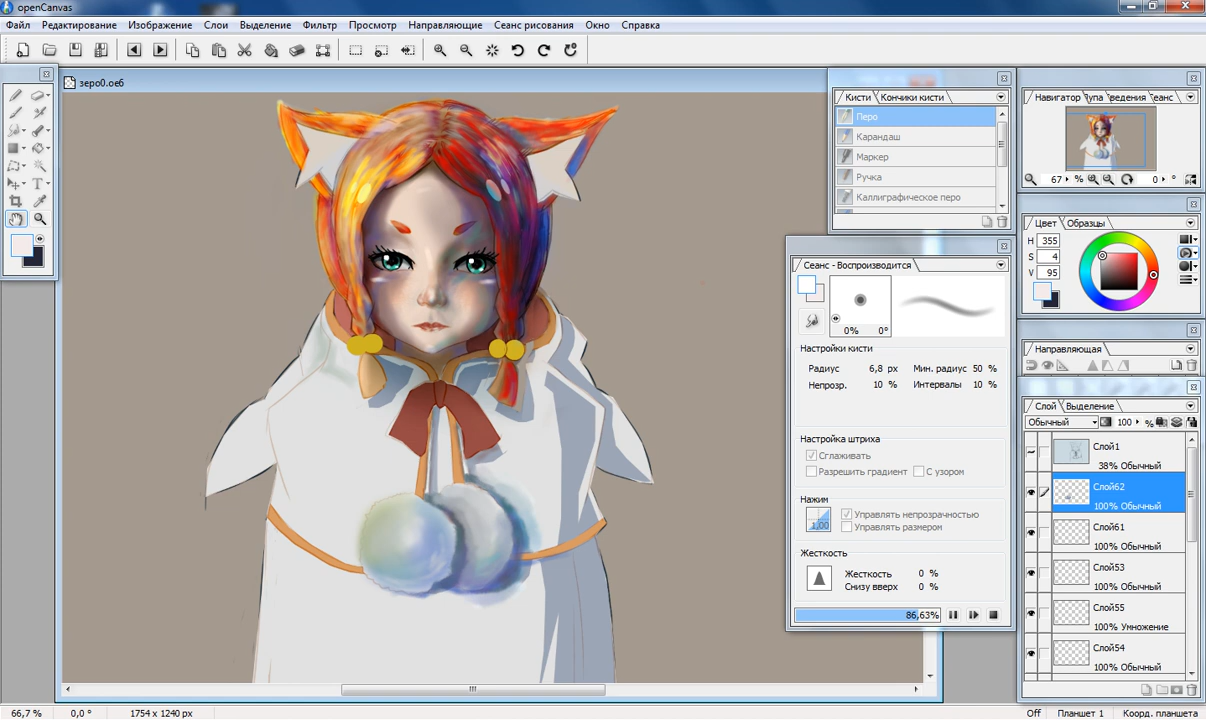 openCanvas
Файл Редактирование Изображение Слои Выделение Фильтр Просмотр Направляющие Сеанс рисования Окно Справка
зеро0.oe6
Кисти Кончики кисти
Перо
Карандаш
Маркер
Ручка
Каллиграфическое перо
Сеанс - Воспроизводится
0% 0°
Настройки кисти
Радиус 6,8 px Мин. радиус 50 %
Непрозр. 10 % Интервалы 10 %
Настройка штриха
Сглаживать
Разрешить градиент С узором
Нажим
1,00
Управлять непрозрачностью
Управлять размером
Жесткость
Жесткость 0 %
Снизу вверх 0 %
86,63%
Навигатор упа ведения еанс
67 % 0 °
Цвет Образцы
H 355
S 4
V 95
Направляющая
Слой Выделение
Обычный 100 %
Слой1
38% Обычный
Слой62
100% Обычный
Слой61
100% Обычный
Слой53
100% Обычный
Слой55
100% Умножение
Слой54
100% Обычный
66,7 % 0,0 ° 1754 x 1240 px Off Планшет 1 Коорд. планшета